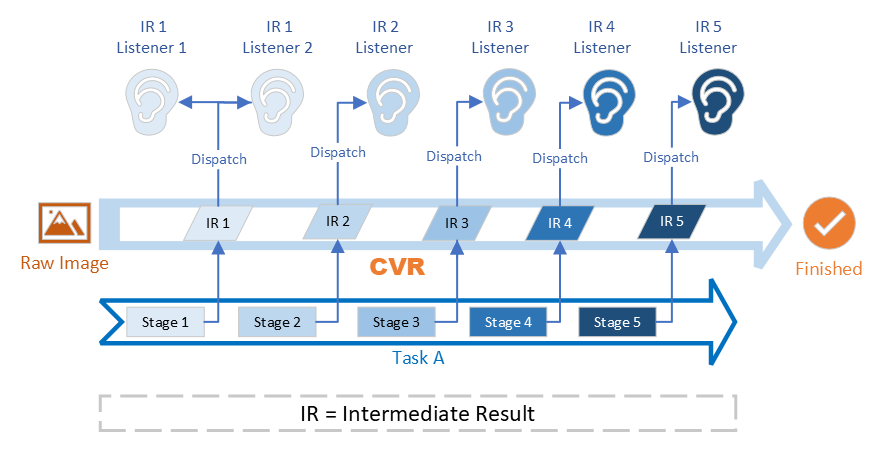 IR 1
Listener 1
IR 1
Listener 2
IR 2
Listener
IR 3
Listener
IR 4
Listener
IR 5
Listener
Dispatch
Dispatch
Dispatch
Dispatch
Dispatch
IR 1
IR 2
IR 3
IR 4
IR 5
Raw Image
CVR
Finished
Stage 1
Stage 2
Stage 3
Stage 4
Stage 5
Task A
IR = Intermediate Result